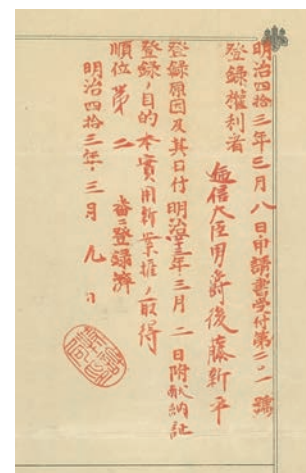 明治四拾三年三月八日申請書受付第二〇一號
登錄權利者
逓信大臣男爵後藤新平
登錄原因及其日付明治四十三年三月二日附献納証
登錄ノ目的本實用新案權ノ取得
順位第二番ニ登錄濟
明治四拾三年三月九日